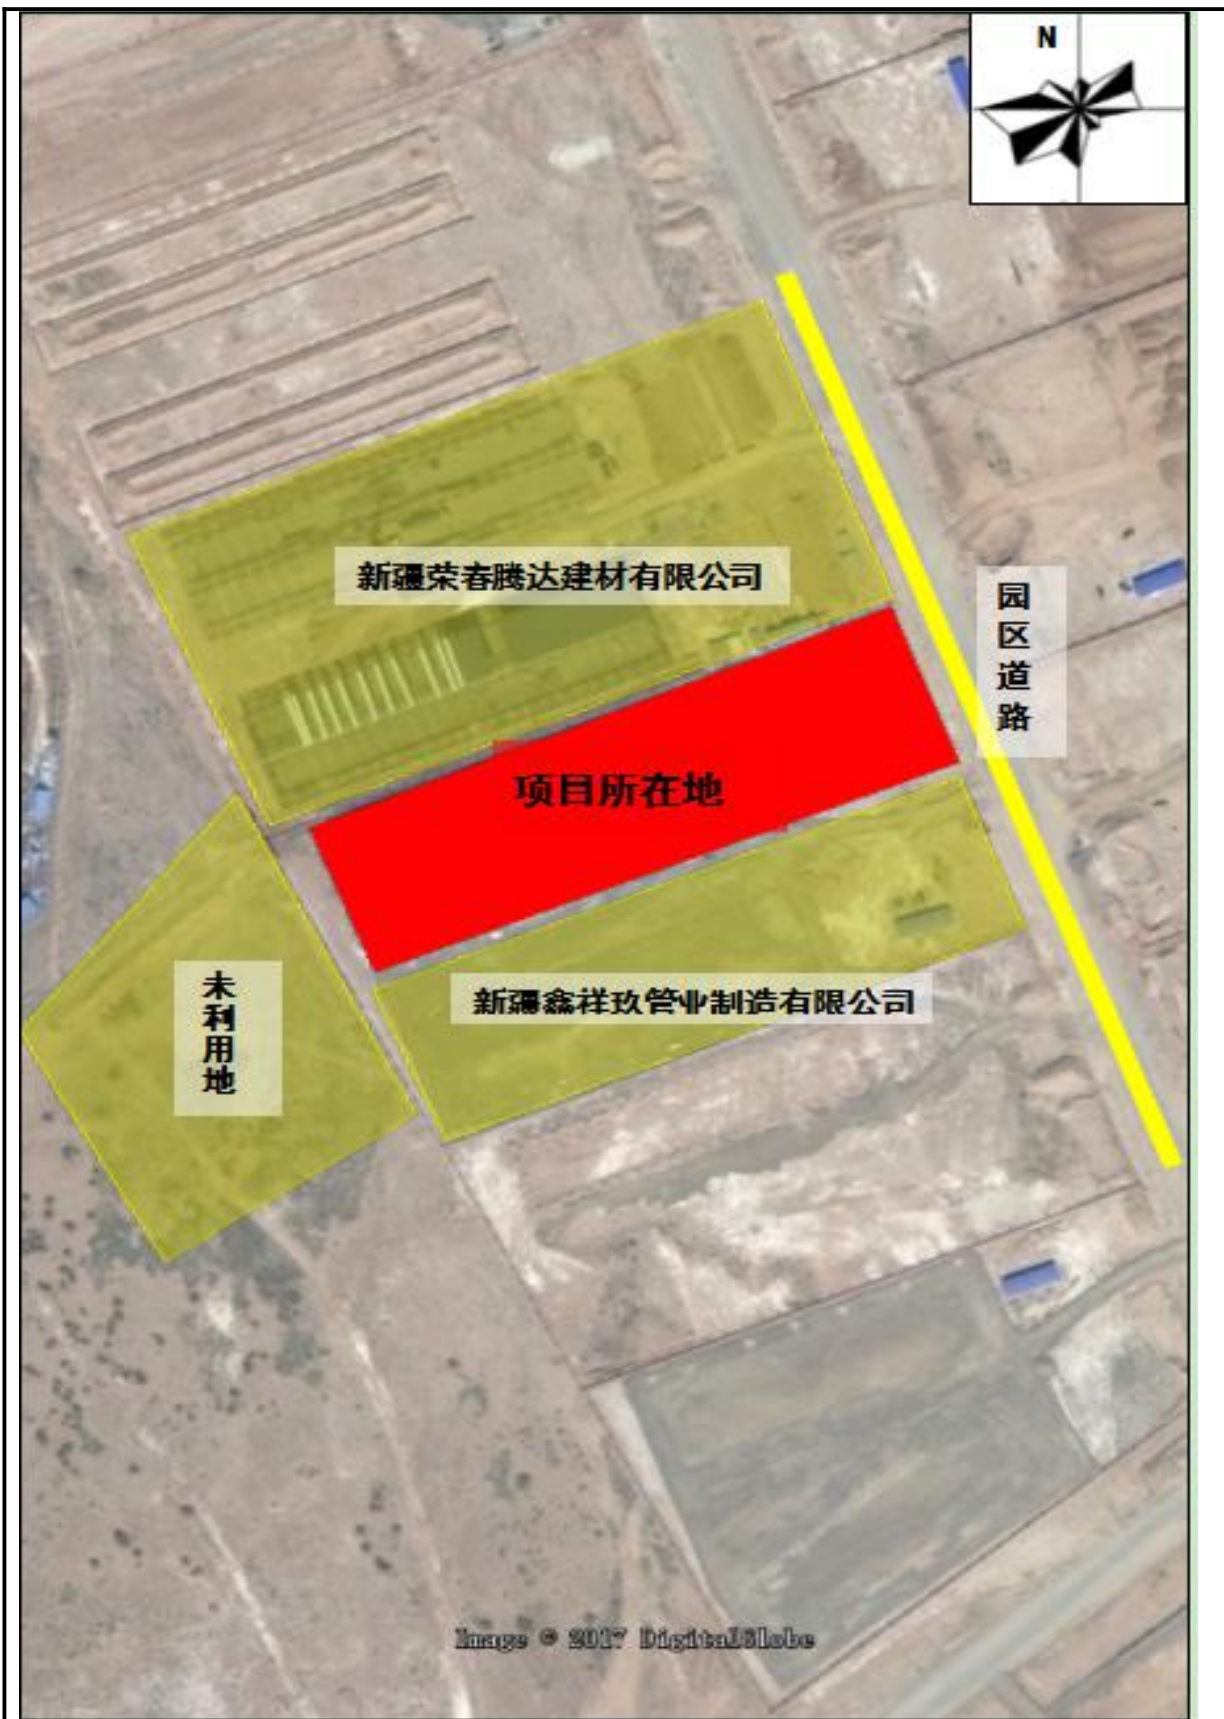 N
新疆荣春腾达建材有限公司
园区道路
项目所在地
新疆鑫祥玖管业制造有限公司
未利用地
Image © 2017 DigitalGlobe